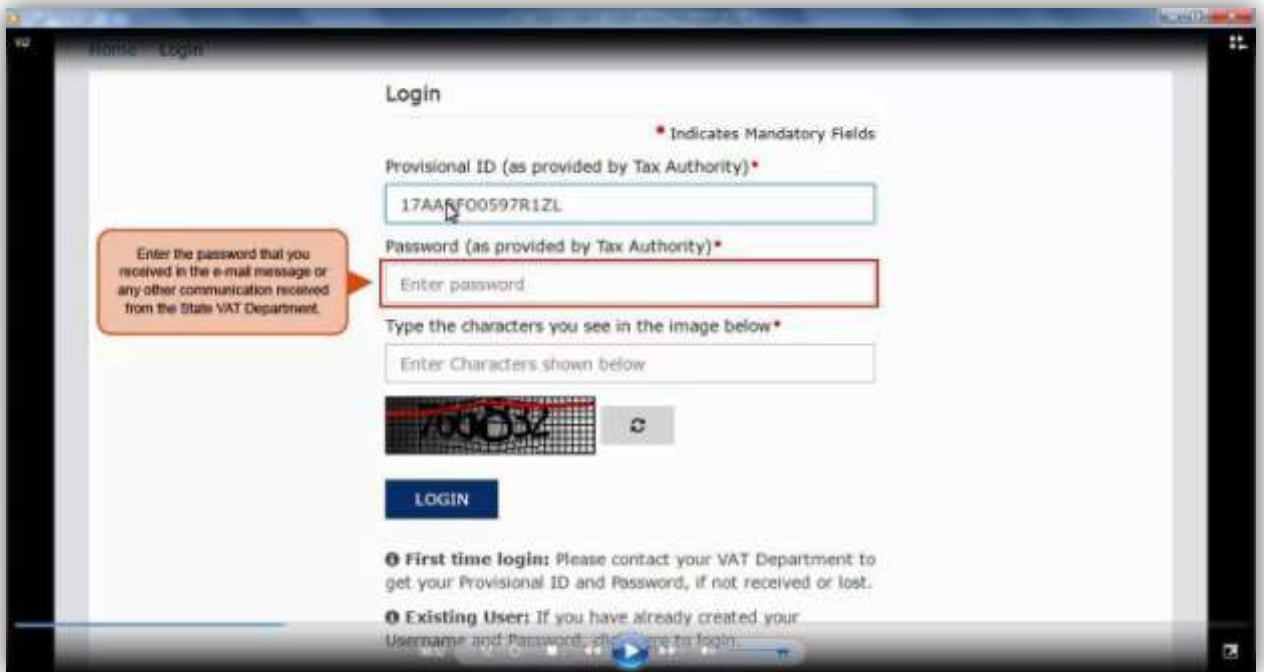 Home Login
Login
* Indicates Mandatory Fields
Provisional ID (as provided by Tax Authority)*
Password (as provided by Tax Authority)*
Enter the password that you
received in the e-mail message or
any other communication received
from the State VAT Department.
Enter password
Type the characters you see in the image below*
Enter Characters shown below
LOGIN
First time login: Please contact your VAT Department to
get your Provisional ID and Password, if not received or lost.
Existing User: If you have already created your
Username and Password, click here to login.